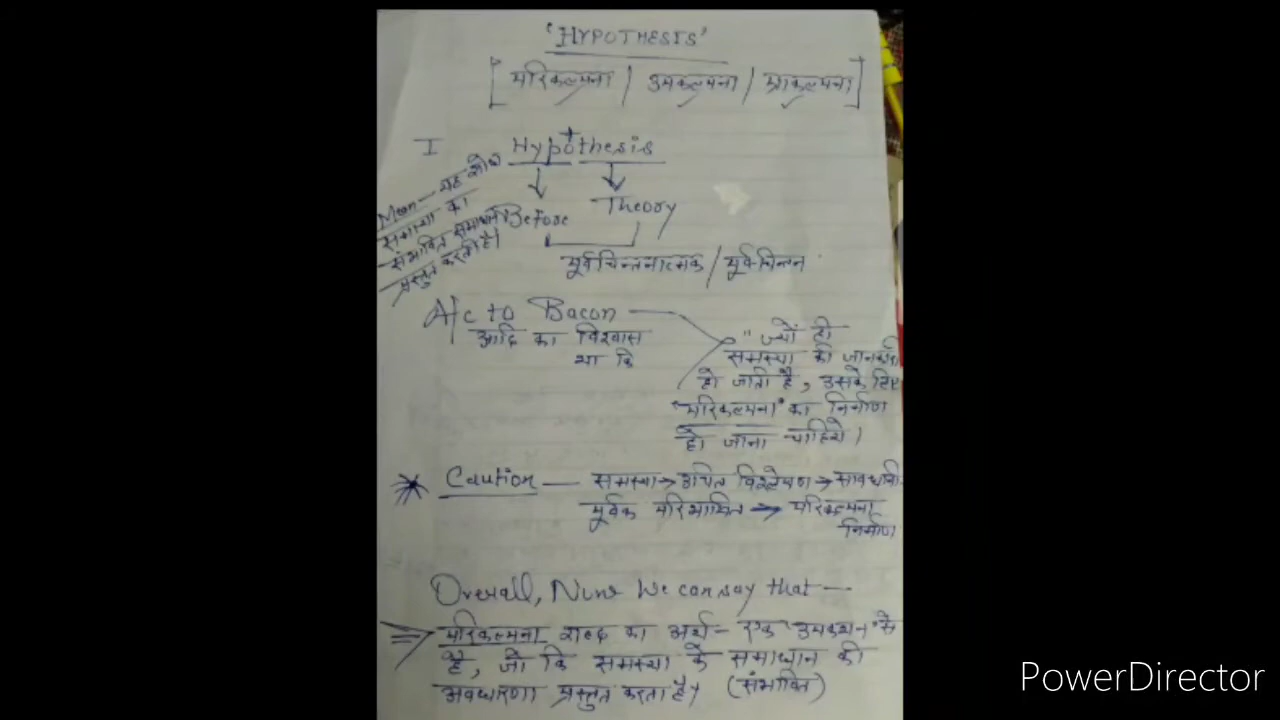 'HYPOTHESIS'
[परिकल्पना / उपकल्पना / प्राकल्पना]
I Hypo+thesis
Mean - यह शोध
समस्या का
संभावित समाधान
प्रस्तुत करती है।
Before Theory
पूर्वचिन्तनात्मक / पूर्वचिन्तन
A/c to Bacon
आदि का विश्वास
था कि
" ज्यों ही
समस्या की जानकारी
हो जाती है, उसके लिए
"परिकल्पना" का निर्माण
हो जाना चाहिये।
* Caution — समस्या → उचित विश्लेषण → सावधानी
पूर्वक परिभाषित → परिकल्पना
निर्माण
Overall, Now We can say that —
⇒ परिकल्पना शब्द का अर्थ - एक "उपकथन" से
है, जो कि समस्या के समाधान की
अवधारणा प्रस्तुत करता है। (संभावित)
PowerDirector